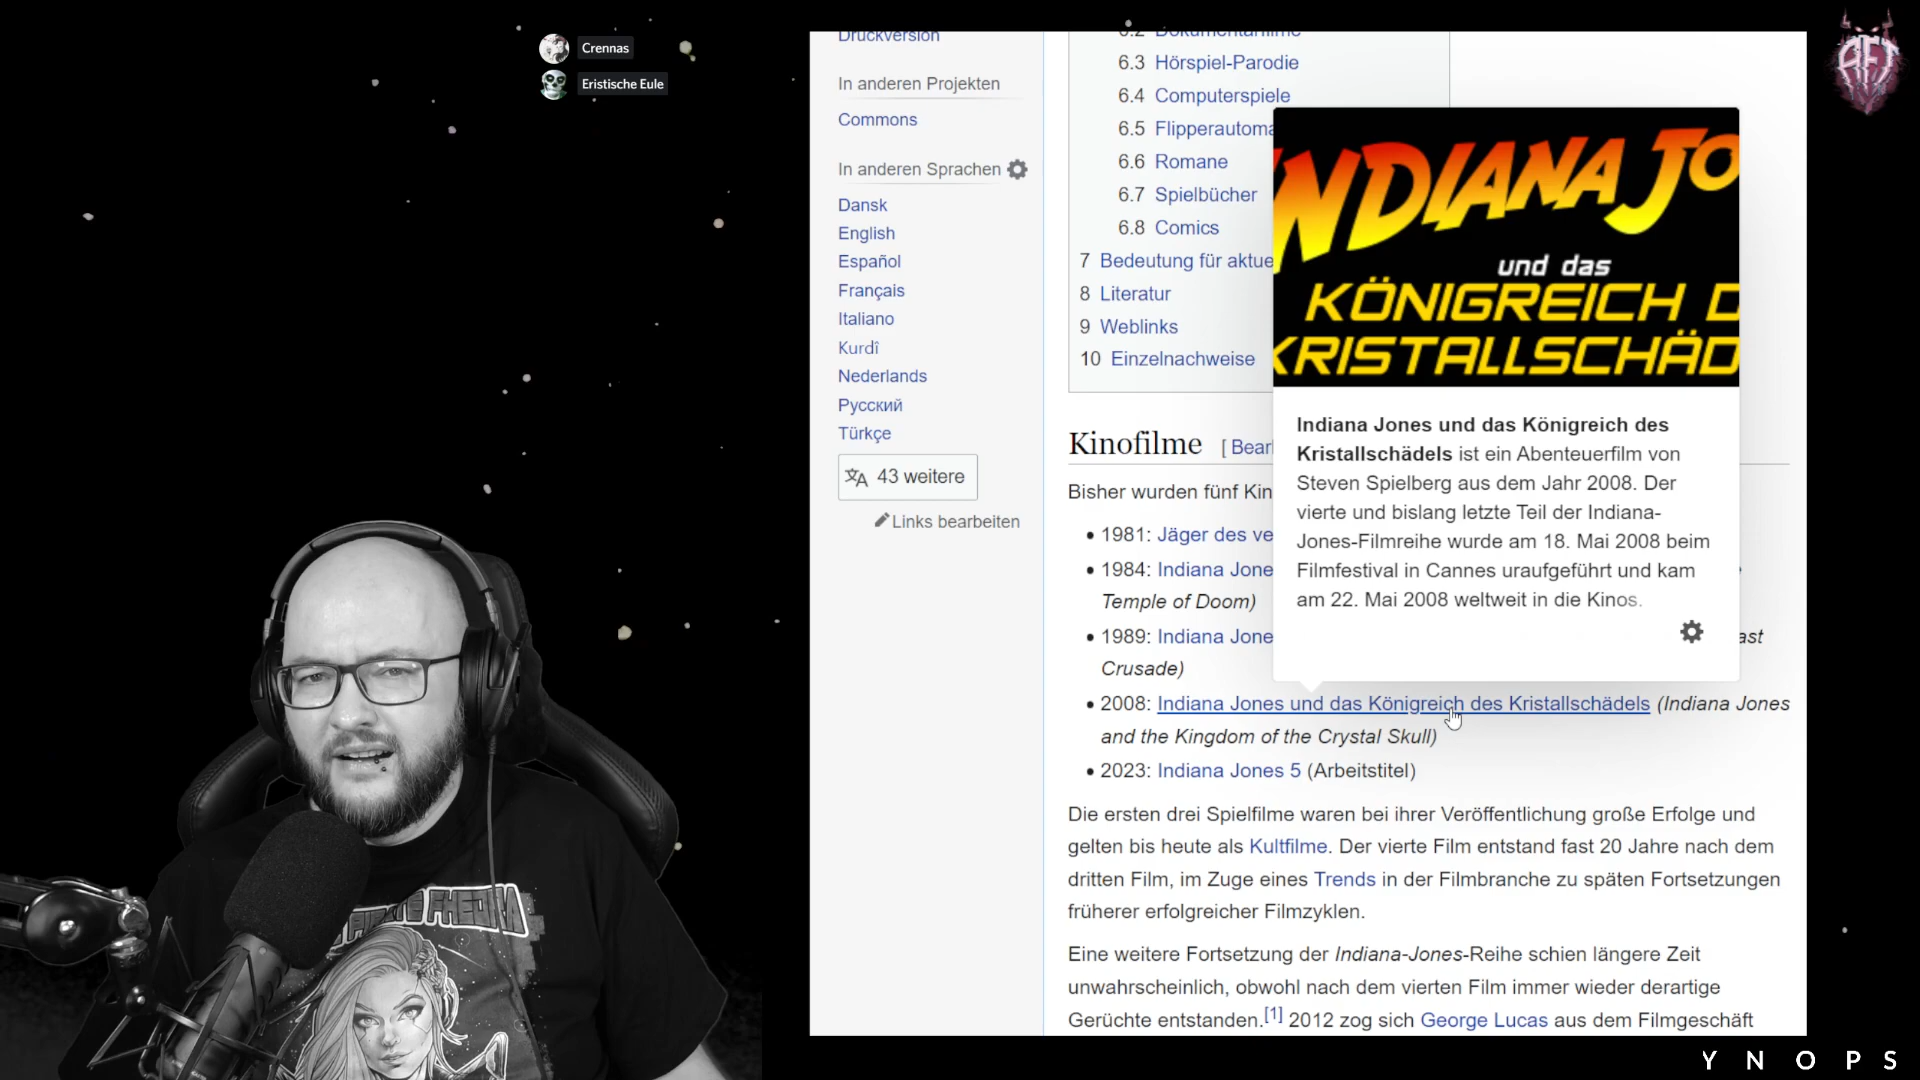 Crennas
Eristische Eule
AFT
Druckversion
In anderen Projekten
Commons
In anderen Sprachen
Dansk
English
Español
Français
Italiano
Kurdî
Nederlands
Русский
Türkçe
43 weitere
Links bearbeiten
6.2 Dokumentarfilme
6.3 Hörspiel-Parodie
6.4 Computerspiele
6.5 Flipperautoma
6.6 Romane
6.7 Spielbücher
6.8 Comics
7 Bedeutung für aktue
8 Literatur
9 Weblinks
10 Einzelnachweise
INDIANA JO
und das
KÖNIGREICH D
KRISTALLSCHÄD
Indiana Jones und das Königreich des
Kristallschädels ist ein Abenteuerfilm von
Steven Spielberg aus dem Jahr 2008. Der
vierte und bislang letzte Teil der Indiana-
Jones-Filmreihe wurde am 18. Mai 2008 beim
Filmfestival in Cannes uraufgeführt und kam
am 22. Mai 2008 weltweit in die Kinos.
Kinofilme [ Bear
Bisher wurden fünf Kin
• 1981: Jäger des ve
• 1984: Indiana Jone
Temple of Doom)
• 1989: Indiana Jone ast
Crusade)
• 2008: Indiana Jones und das Königreich des Kristallschädels (Indiana Jones
and the Kingdom of the Crystal Skull)
• 2023: Indiana Jones 5 (Arbeitstitel)
Die ersten drei Spielfilme waren bei ihrer Veröffentlichung große Erfolge und
gelten bis heute als Kultfilme. Der vierte Film entstand fast 20 Jahre nach dem
dritten Film, im Zuge eines Trends in der Filmbranche zu späten Fortsetzungen
früherer erfolgreicher Filmzyklen.
Eine weitere Fortsetzung der Indiana-Jones-Reihe schien längere Zeit
unwahrscheinlich, obwohl nach dem vierten Film immer wieder derartige
Gerüchte entstanden.[1] 2012 zog sich George Lucas aus dem Filmgeschäft
YNOPS